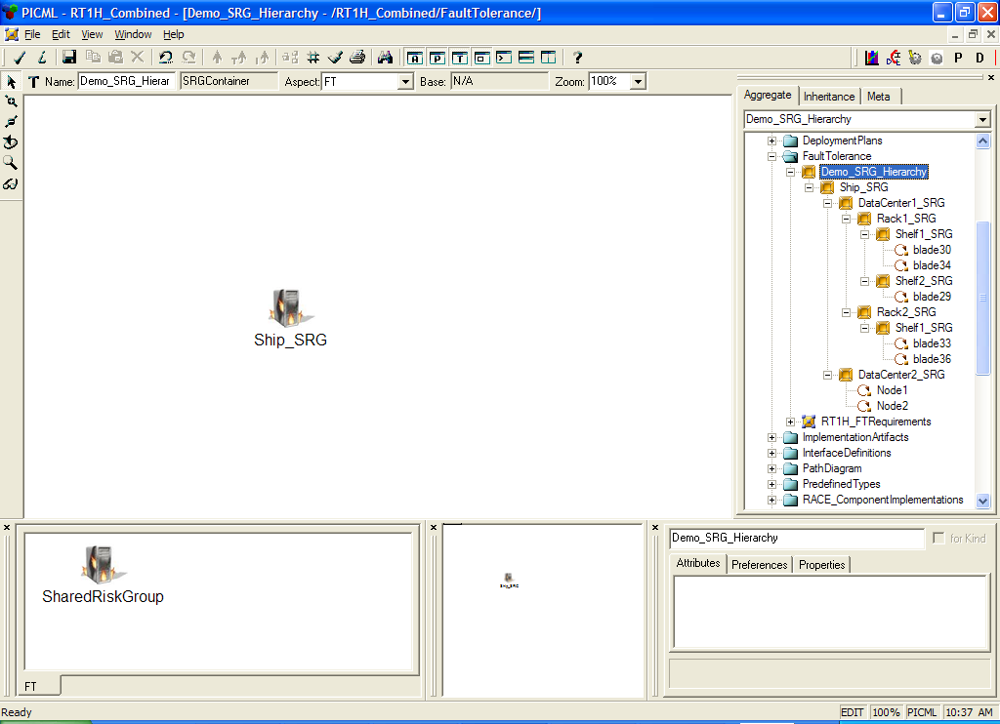 PICML - RT1H_Combined - [Demo_SRG_Hierarchy - /RT1H_Combined/FaultTolerance/]
File Edit View Window Help
P D
T Name: Demo_SRG_Hierar SRGContainer Aspect: FT Base: N/A Zoom: 100%
Aggregate Inheritance Meta
Demo_SRG_Hierarchy
DeploymentPlans
FaultTolerance
Demo_SRG_Hierarchy
Ship_SRG
DataCenter1_SRG
Rack1_SRG
Shelf1_SRG
blade30
blade34
Shelf2_SRG
blade29
Rack2_SRG
Shelf1_SRG
blade33
blade36
DataCenter2_SRG
Node1
Node2
RT1H_FTRequirements
ImplementationArtifacts
InterfaceDefinitions
PathDiagram
PredefinedTypes
RACE_ComponentImplementations
Ship_SRG
SharedRiskGroup
FT
Ship_SRG
Demo_SRG_Hierarchy for Kind
Attributes Preferences Properties
Ready EDIT 100% PICML 10:37 AM